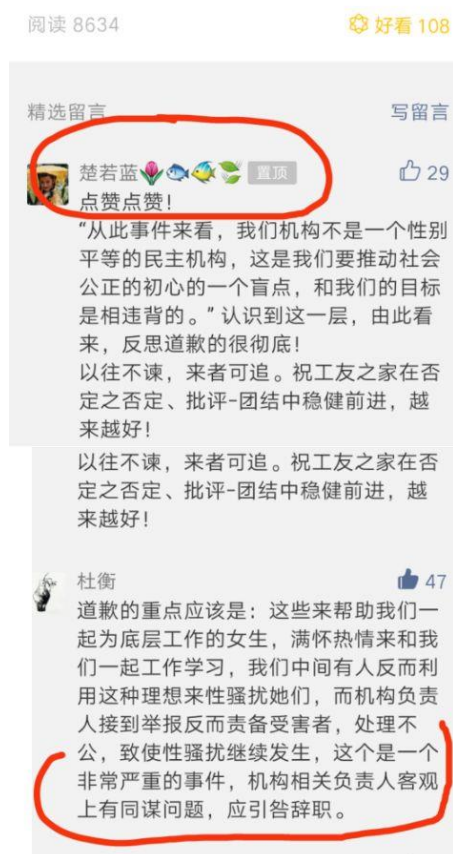 阅读 8634
好看 108
精选留言
写留言
楚若蓝🌷🐟🐠🍃 置顶
29
点赞点赞！
“从此事件来看，我们机构不是一个性别
平等的民主机构，这是我们要推动社会
公正的初心的一个盲点，和我们的目标
是相违背的。”认识到这一层，由此看
来，反思道歉的很彻底！
以往不谏，来者可追。祝工友之家在否
定之否定、批评-团结中稳健前进，越
来越好！
以往不谏，来者可追。祝工友之家在否
定之否定、批评-团结中稳健前进，越
来越好！
杜衡
47
道歉的重点应该是：这些来帮助我们一
起为底层工作的女生，满怀热情来和我
们一起工作学习，我们中间有人反而利
用这种理想来性骚扰她们，而机构负责
人接到举报反而责备受害者，处理不
公，致使性骚扰继续发生，这个是一个
非常严重的事件，机构相关负责人客观
上有同谋问题，应引咎辞职。